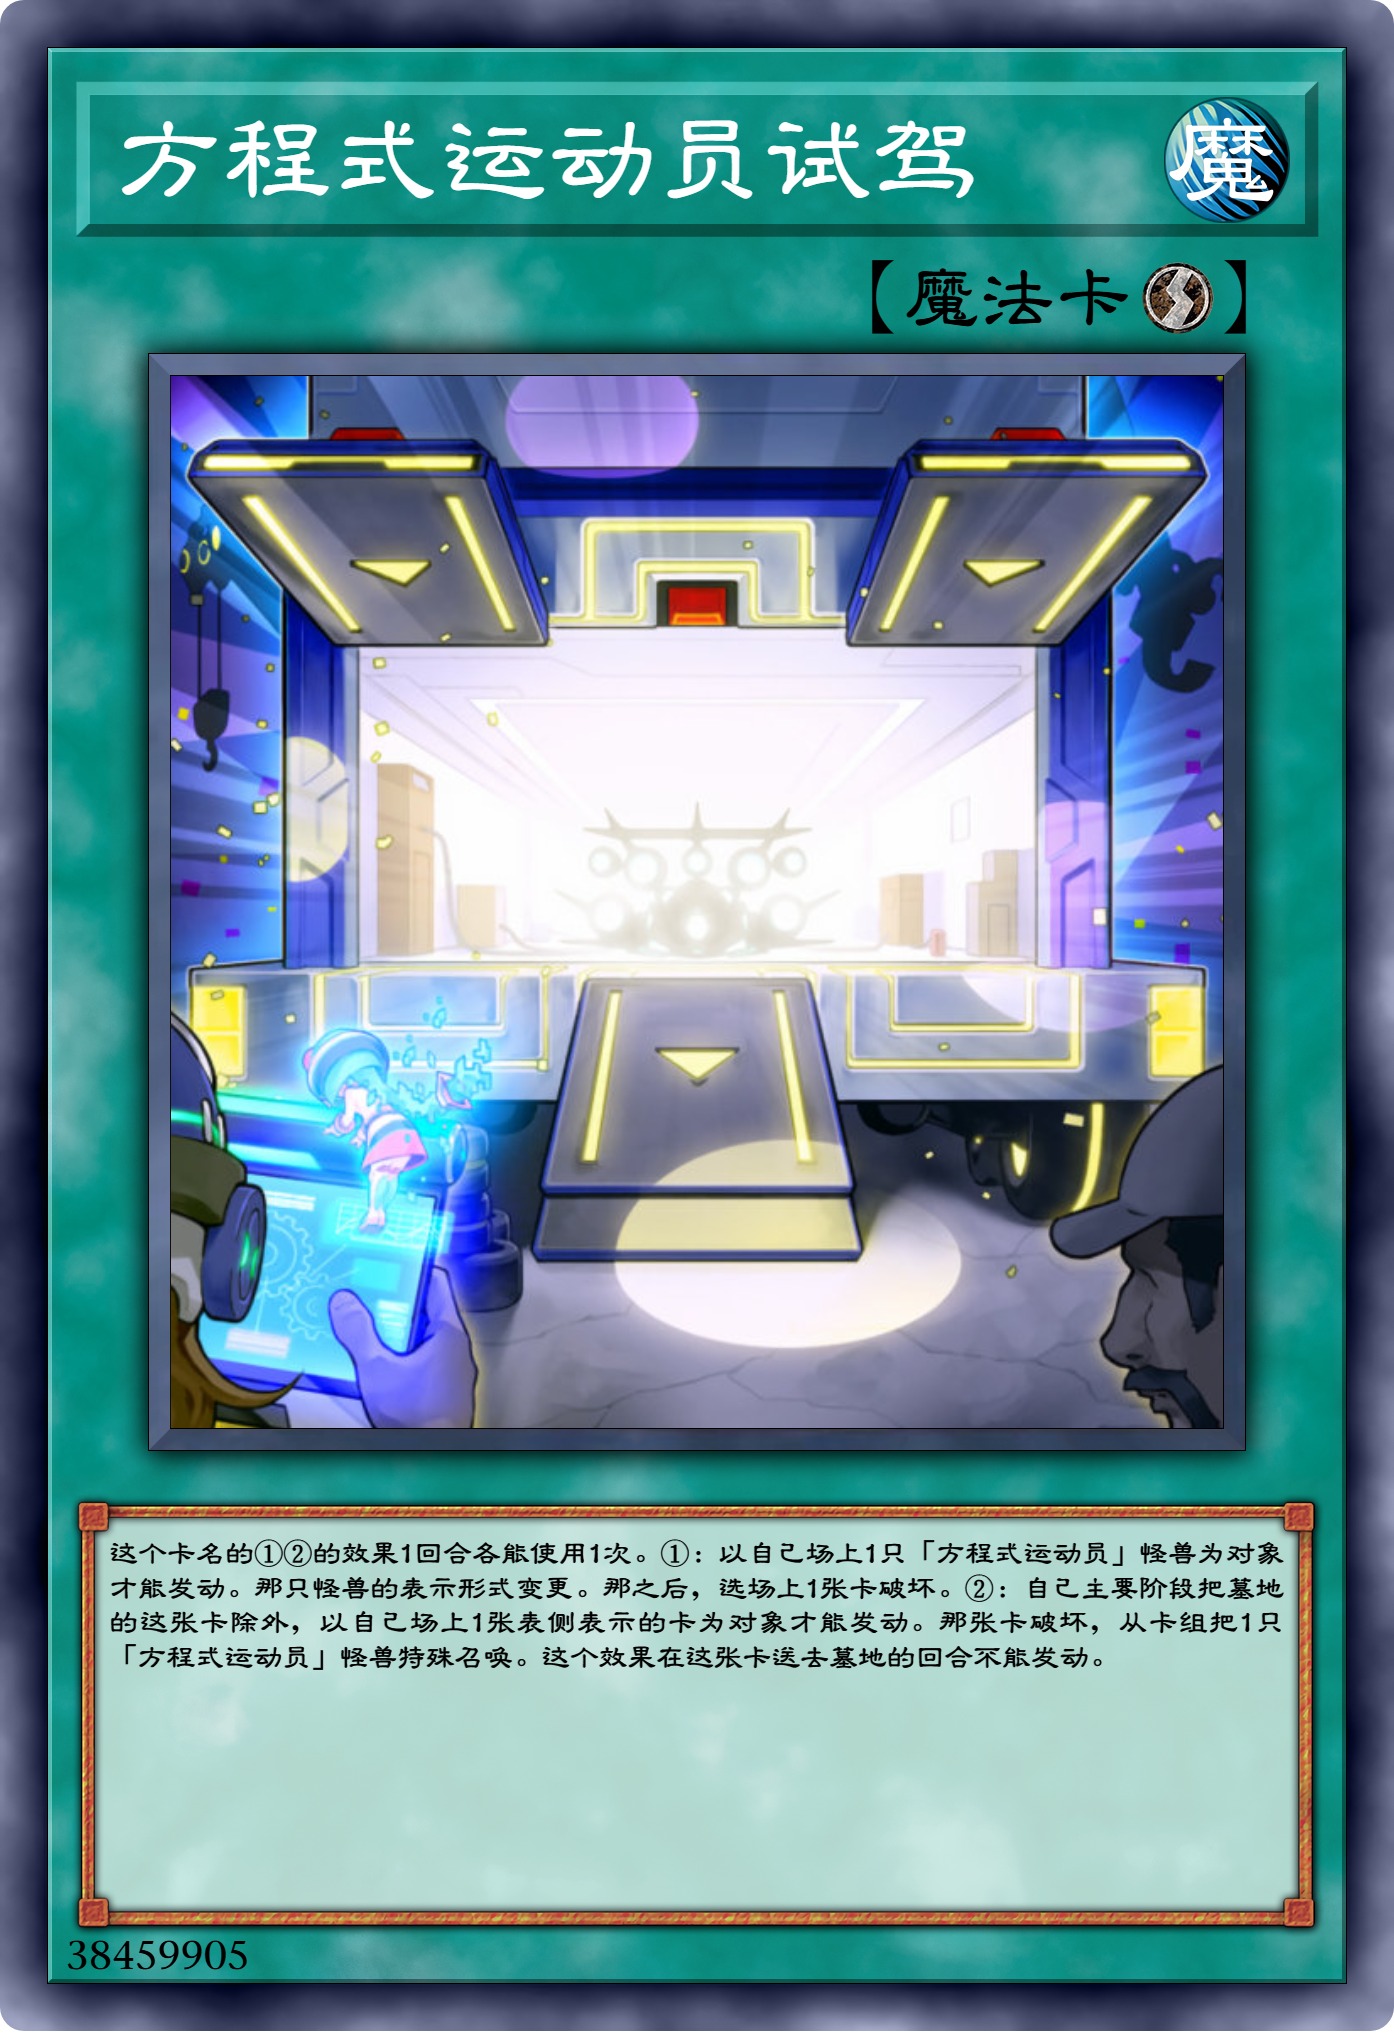 方程式运动员试驾
魔
【魔法卡】
这个卡名的①②的效果1回合各能使用1次。①：以自己场上1只「方程式运动员」怪兽为对象
才能发动。那只怪兽的表示形式变更。那之后，选场上1张卡破坏。②：自己主要阶段把墓地
的这张卡除外，以自己场上1张表侧表示的卡为对象才能发动。那张卡破坏，从卡组把1只
「方程式运动员」怪兽特殊召唤。这个效果在这张卡送去墓地的回合不能发动。
38459905